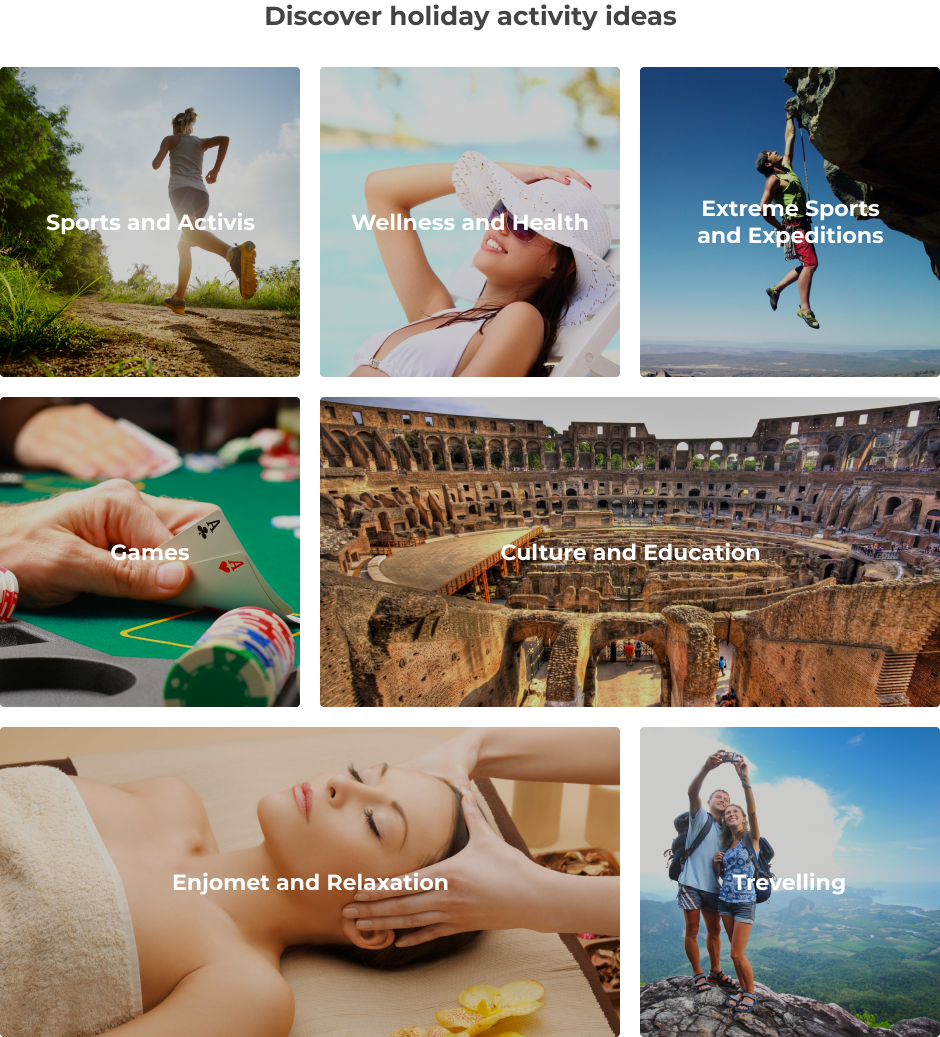 Discover holiday activity ideas
Sports and Activis
Wellness and Health
Extreme Sports
and Expeditions
A
A
Games
Culture and Education
Enjomet and Relaxation
Trevelling